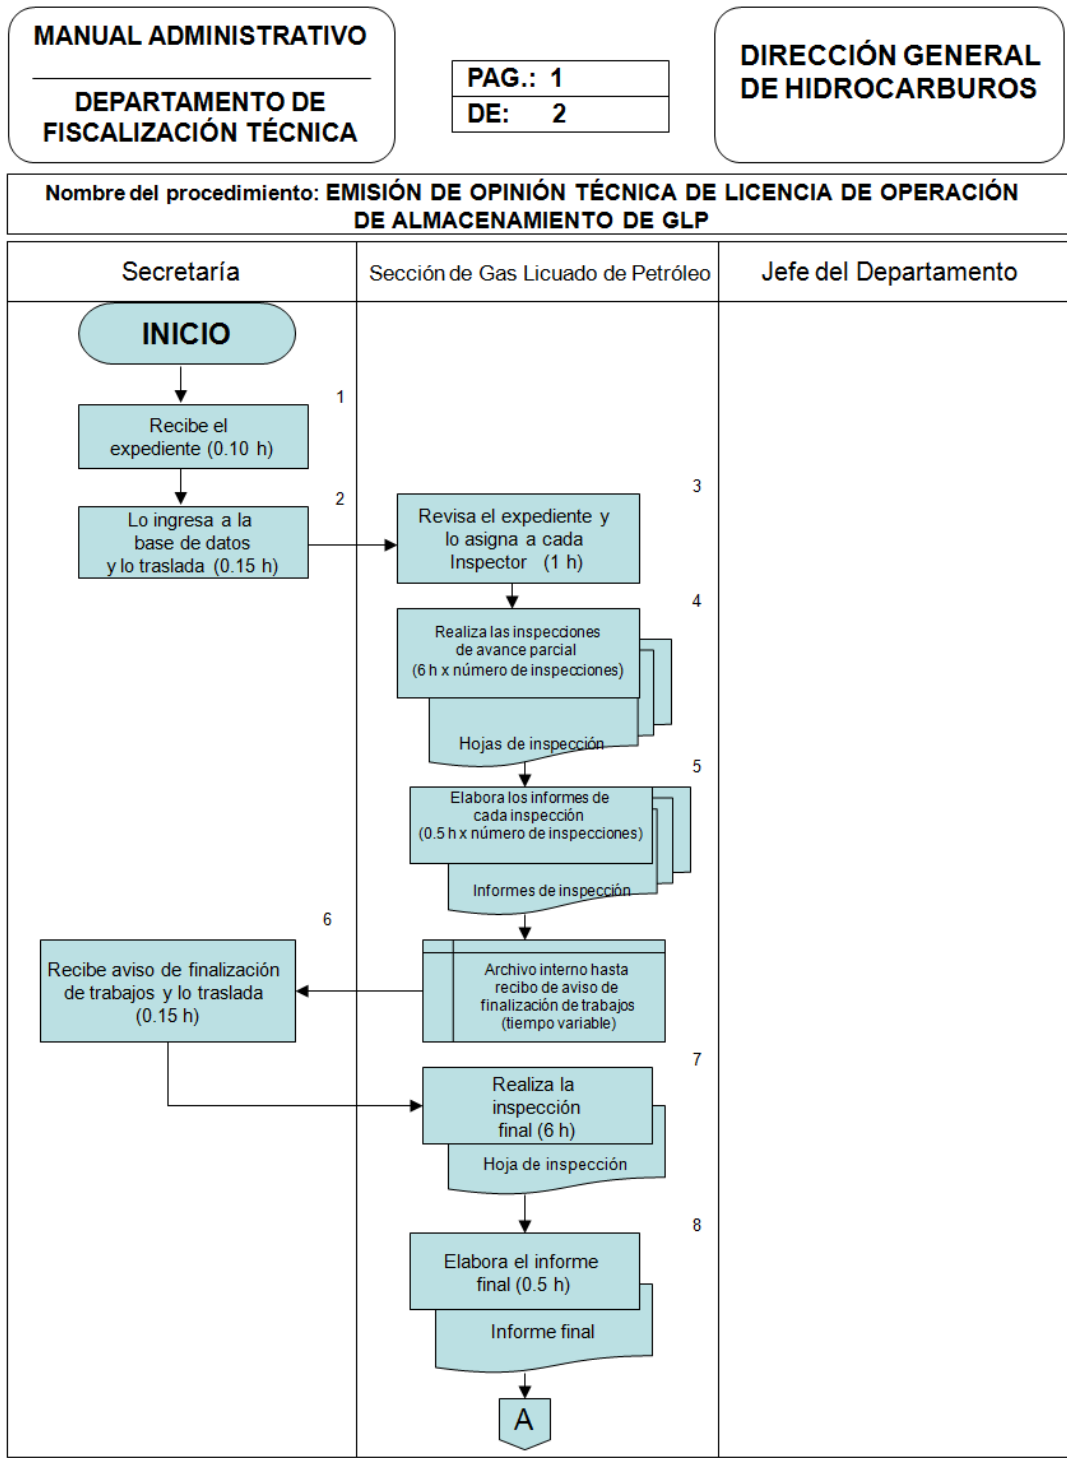 MANUAL ADMINISTRATIVO
DEPARTAMENTO DE
FISCALIZACIÓN TÉCNICA
PAG.: 1
DE: 2
DIRECCIÓN GENERAL
DE HIDROCARBUROS
Nombre del procedimiento: EMISIÓN DE OPINIÓN TÉCNICA DE LICENCIA DE OPERACIÓN
DE ALMACENAMIENTO DE GLP
Secretaría
Sección de Gas Licuado de Petróleo
Jefe del Departamento
INICIO
1
Recibe el
expediente (0.10 h)
2
Lo ingresa a la
base de datos
y lo traslada (0.15 h)
3
Revisa el expediente y
lo asigna a cada
Inspector (1 h)
4
Realiza las inspecciones
de avance parcial
(6 h x número de inspecciones)
Hojas de inspección
5
Elabora los informes de
cada inspección
(0.5 h x número de inspecciones)
Informes de inspección
Archivo interno hasta
recibo de aviso de
finalización de trabajos
(tiempo variable)
6
Recibe aviso de finalización
de trabajos y lo traslada
(0.15 h)
7
Realiza la
inspección
final (6 h)
Hoja de inspección
8
Elabora el informe
final (0.5 h)
Informe final
A